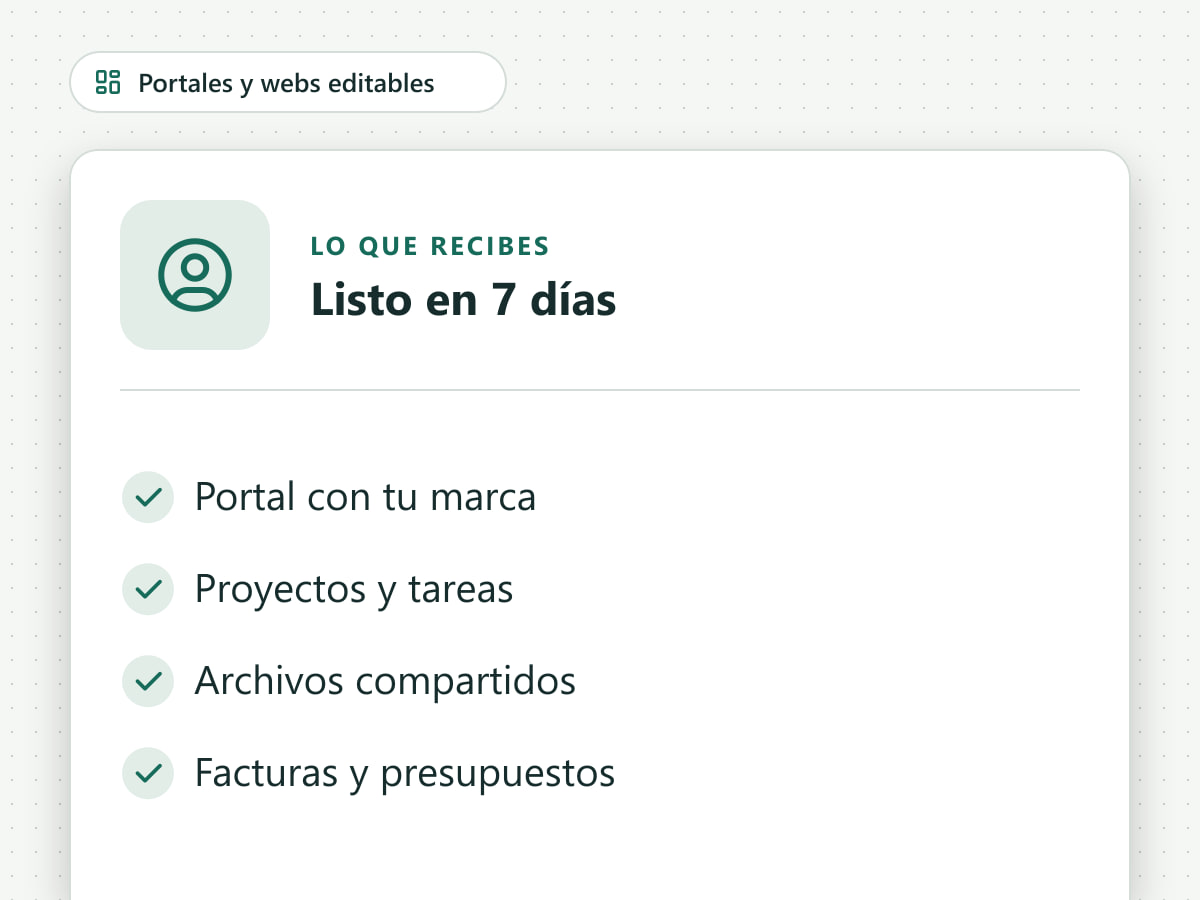 Portales y webs editables
LO QUE RECIBES
Listo en 7 días
Portal con tu marca
Proyectos y tareas
Archivos compartidos
Facturas y presupuestos